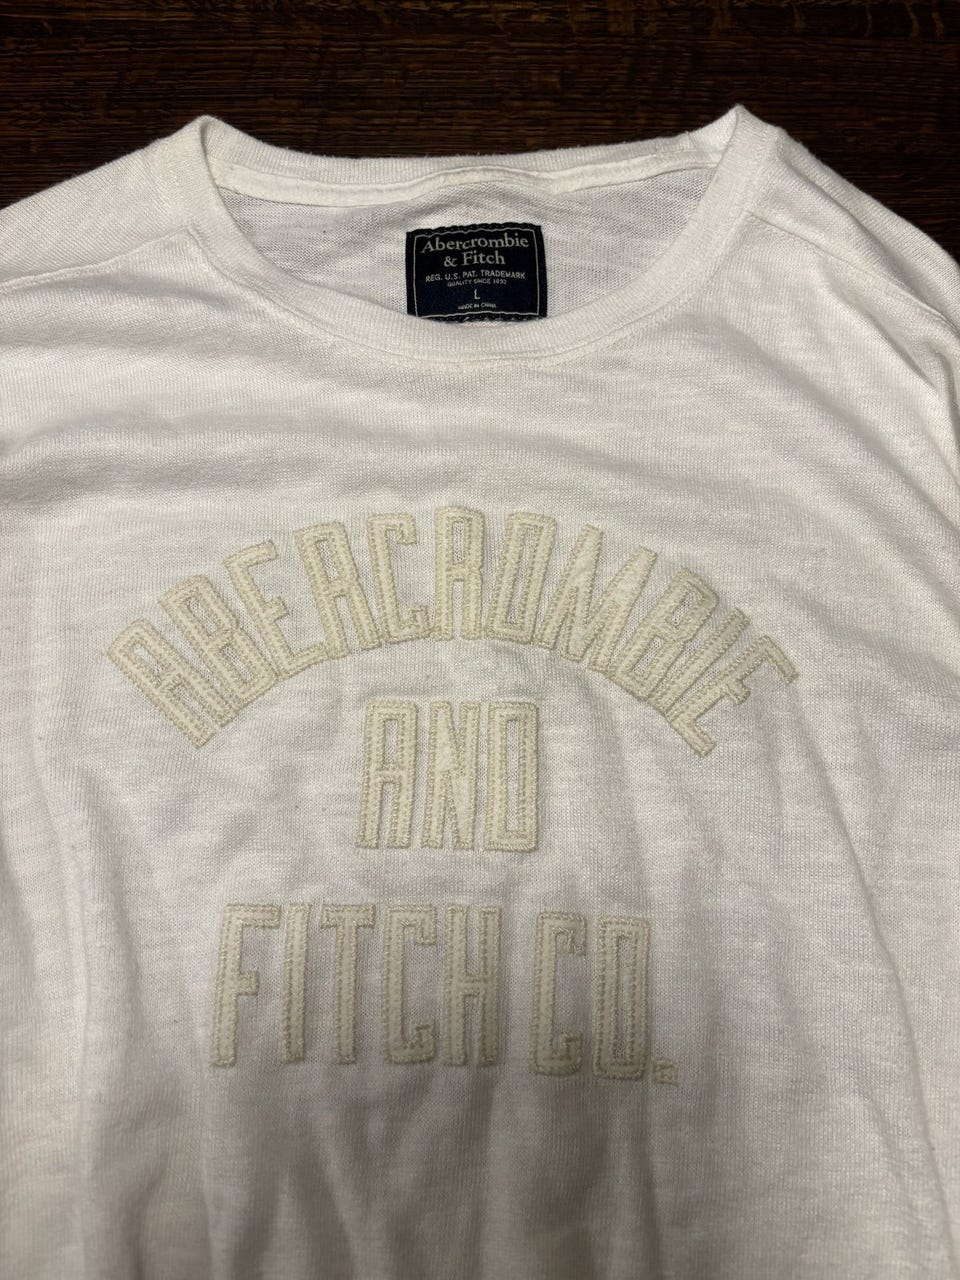 Abercrombie
& Fitch
REG. U.S. PAT. TRADEMARK
QUALITY SINCE 1892
L
MADE IN CHINA
ABERCROMBIE
AND
FITCH CO.